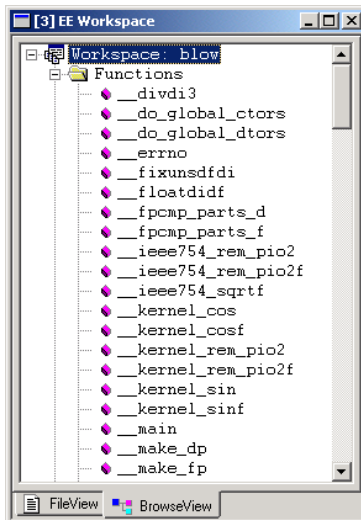 [3] EE Workspace
Workspace: blow
Functions
__divdi3
__do_global_ctors
__do_global_dtors
__errno
__fixunsdfdi
__floatdidf
__fpcmp_parts_d
__fpcmp_parts_f
__ieee754_rem_pio2
__ieee754_rem_pio2f
__ieee754_sqrtf
__kernel_cos
__kernel_cosf
__kernel_rem_pio2
__kernel_rem_pio2f
__kernel_sin
__kernel_sinf
__main
__make_dp
__make_fp
FileView BrowseView